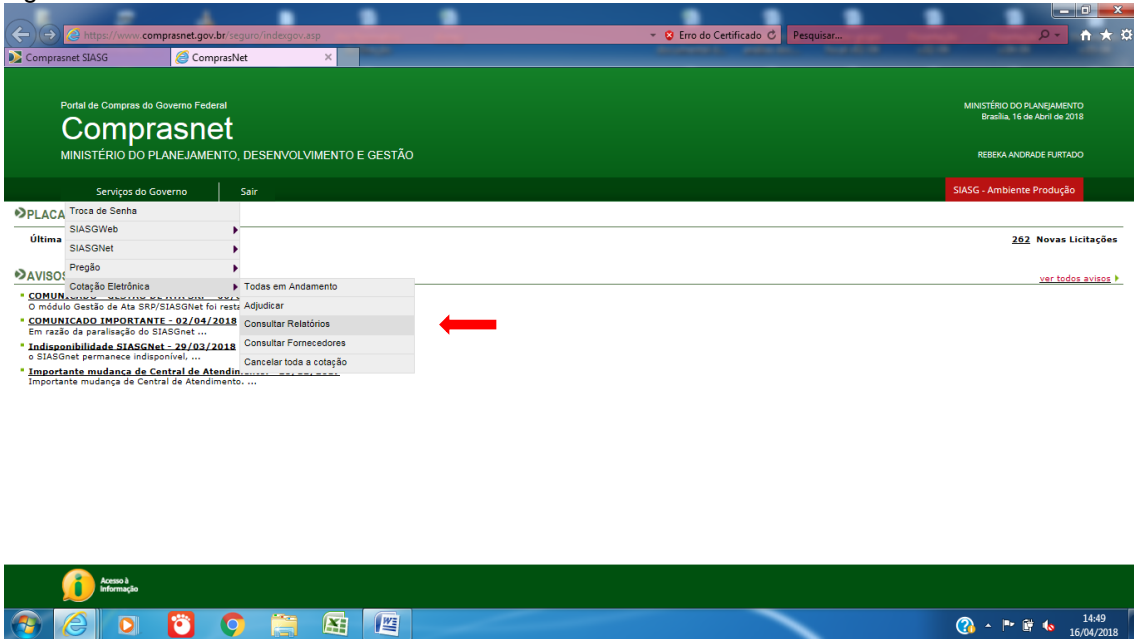 https://www.comprasnet.gov.br/seguro/indexgov.asp
Erro do Certificado
Pesquisar...
Comprasnet SIASG
ComprasNet
Portal de Compras do Governo Federal
Comprasnet
MINISTÉRIO DO PLANEJAMENTO, DESENVOLVIMENTO E GESTÃO
MINISTÉRIO DO PLANEJAMENTO
Brasília, 16 de Abril de 2018
REBEKA ANDRADE FURTADO
Serviços do Governo
Sair
SIASG - Ambiente Produção
PLACA
Troca de Senha
SIASGWeb
SIASGNet
Pregão
Cotação Eletrônica
Todas em Andamento
Adjudicar
Consultar Relatórios
Consultar Fornecedores
Cancelar toda a cotação
Última
262 Novas Licitações
AVISOS
ver todos avisos
O módulo Gestão de Ata SRP/SIASGNet foi resta
COMUNICADO IMPORTANTE - 02/04/2018
Em razão da paralisação do SIASGnet ...
Indisponibilidade SIASGNet - 29/03/2018
o SIASGnet permanece indisponível, ...
Importante mudança de Central de Atendim
Importante mudança de Central de Atendimento. ...
Acesso à
Informação
14:49
16/04/2018